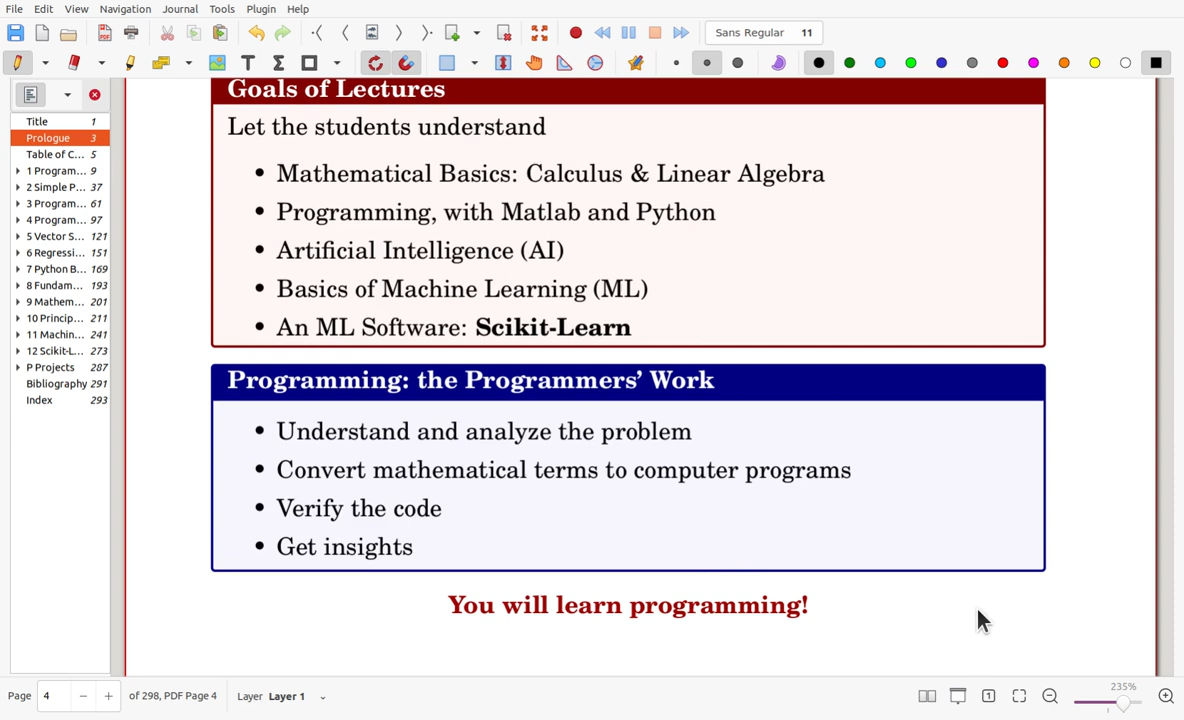 File Edit View Navigation Journal Tools Plugin Help
Sans Regular 11
Title 1
Prologue 3
Table of C... 5
1 Program... 9
2 Simple P... 37
3 Program... 61
4 Program... 97
5 Vector S... 121
6 Regressi... 151
7 Python B... 169
8 Fundam... 193
9 Mathem... 201
10 Princip... 211
11 Machin... 241
12 Scikit-L... 273
P Projects 287
Bibliography 291
Index 293
Goals of Lectures
Let the students understand
• Mathematical Basics: Calculus & Linear Algebra
• Programming, with Matlab and Python
• Artificial Intelligence (AI)
• Basics of Machine Learning (ML)
• An ML Software: Scikit-Learn
Programming: the Programmers’ Work
• Understand and analyze the problem
• Convert mathematical terms to computer programs
• Verify the code
• Get insights
You will learn programming!
Page 4 of 298, PDF Page 4 Layer Layer 1 235%